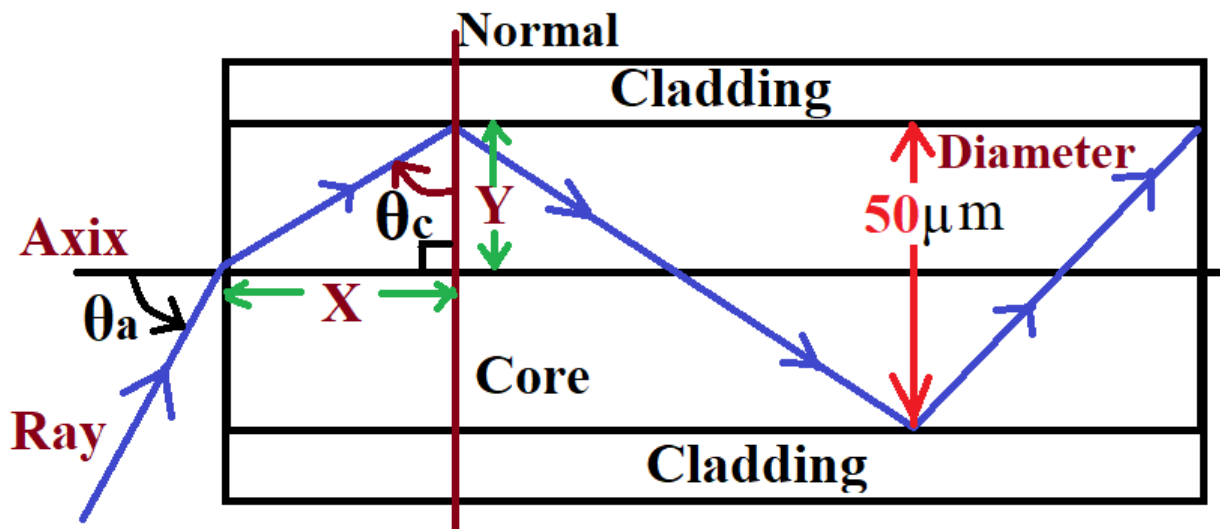 Normal
Cladding
Diameter
θc
Y
50μm
Axix
X
θa
Core
Ray
Cladding